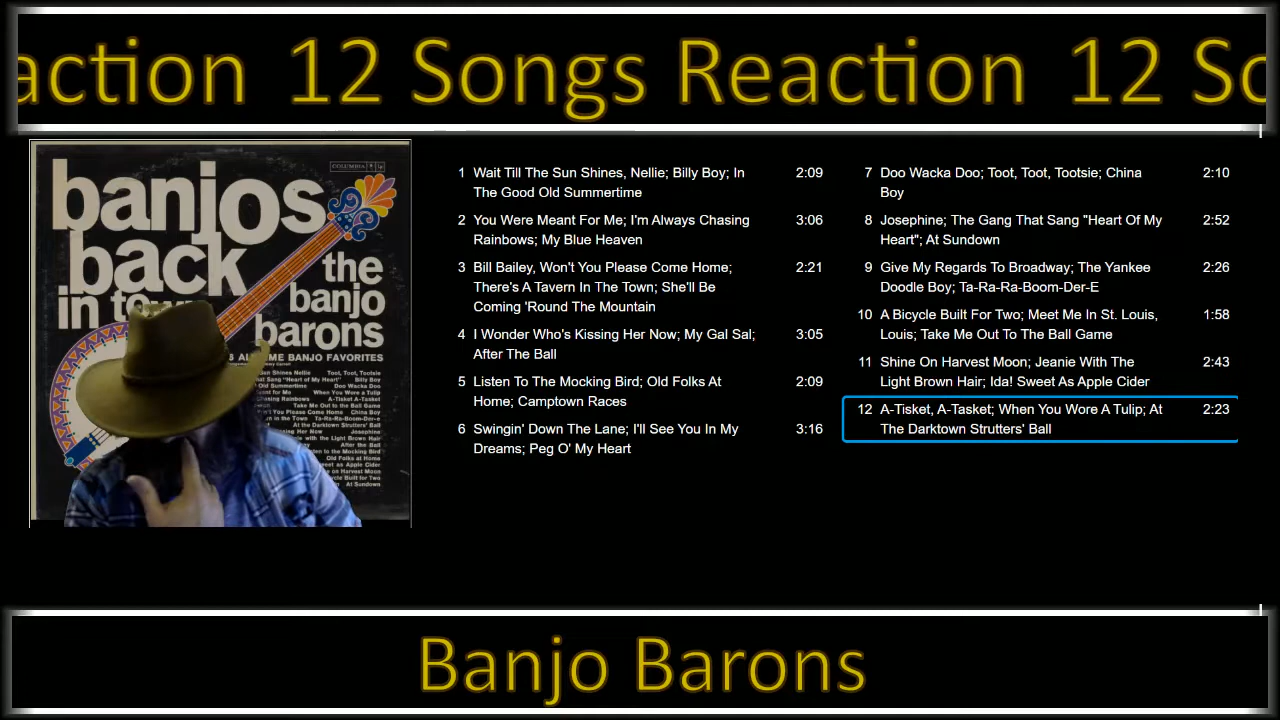 action 12 Songs Reaction 12 So
banjos
back
in to
the
banjo
barons
COLUMBIA
ME BANJO FAVORITES
1 Wait Till The Sun Shines, Nellie; Billy Boy; In 2:09
The Good Old Summertime
2 You Were Meant For Me; I'm Always Chasing 3:06
Rainbows; My Blue Heaven
3 Bill Bailey, Won't You Please Come Home; 2:21
There's A Tavern In The Town; She'll Be
Coming 'Round The Mountain
4 I Wonder Who's Kissing Her Now; My Gal Sal; 3:05
After The Ball
5 Listen To The Mocking Bird; Old Folks At 2:09
Home; Camptown Races
6 Swingin' Down The Lane; I'll See You In My 3:16
Dreams; Peg O' My Heart
7 Doo Wacka Doo; Toot, Toot, Tootsie; China 2:10
Boy
8 Josephine; The Gang That Sang "Heart Of My 2:52
Heart"; At Sundown
9 Give My Regards To Broadway; The Yankee 2:26
Doodle Boy; Ta-Ra-Ra-Boom-Der-E
10 A Bicycle Built For Two; Meet Me In St. Louis, 1:58
Louis; Take Me Out To The Ball Game
11 Shine On Harvest Moon; Jeanie With The 2:43
Light Brown Hair; Ida! Sweet As Apple Cider
12 A-Tisket, A-Tasket; When You Wore A Tulip; At 2:23
The Darktown Strutters' Ball
Banjo Barons